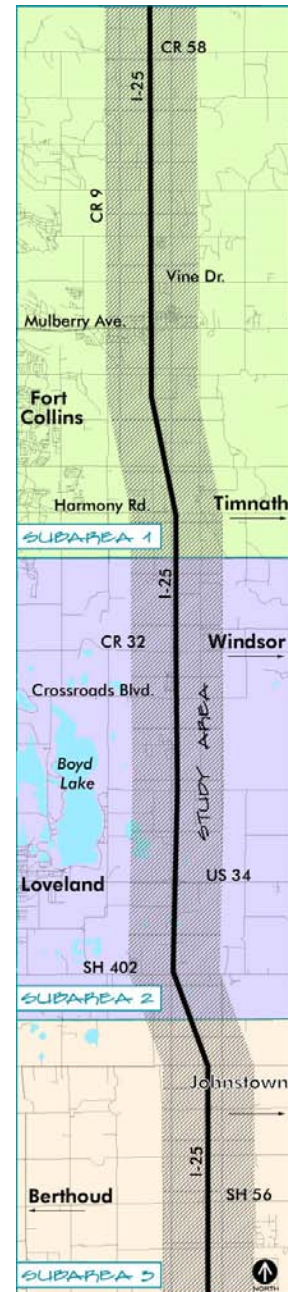 CR 58
I-25
CR 9
Vine Dr.
Mulberry Ave.
Fort
Collins
Harmony Rd.
Timnath
SUBAREA 1
I-25
CR 32
Windsor
Crossroads Blvd.
STUDY AREA
Boyd
Lake
US 34
Loveland
SH 402
SUBAREA 2
Johnstown
I-25
Berthoud
SH 56
SUBAREA 3
NORTH